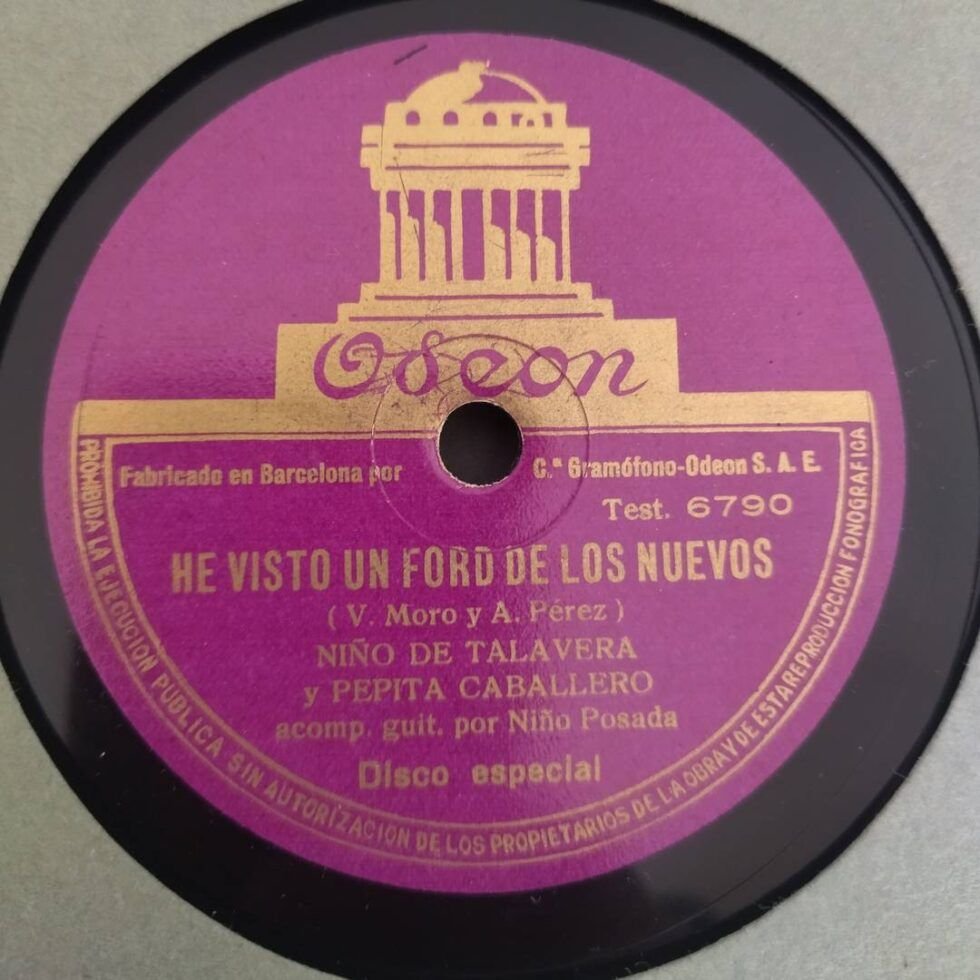 Odeon
Fabricado en Barcelona por C.ª Gramófono-Odeon S. A. E.
Test. 6790
HE VISTO UN FORD DE LOS NUEVOS
( V. Moro y A. Pérez )
NIÑO DE TALAVERA
y PEPITA CABALLERO
acomp. guit. por Niño Posada
Disco especial
PROHIBIDA LA EJECUCION PUBLICA SIN AUTORIZACION DE LOS PROPIETARIOS DE LA OBRA Y DE ESTA REPRODUCCION FONOGRAFICA